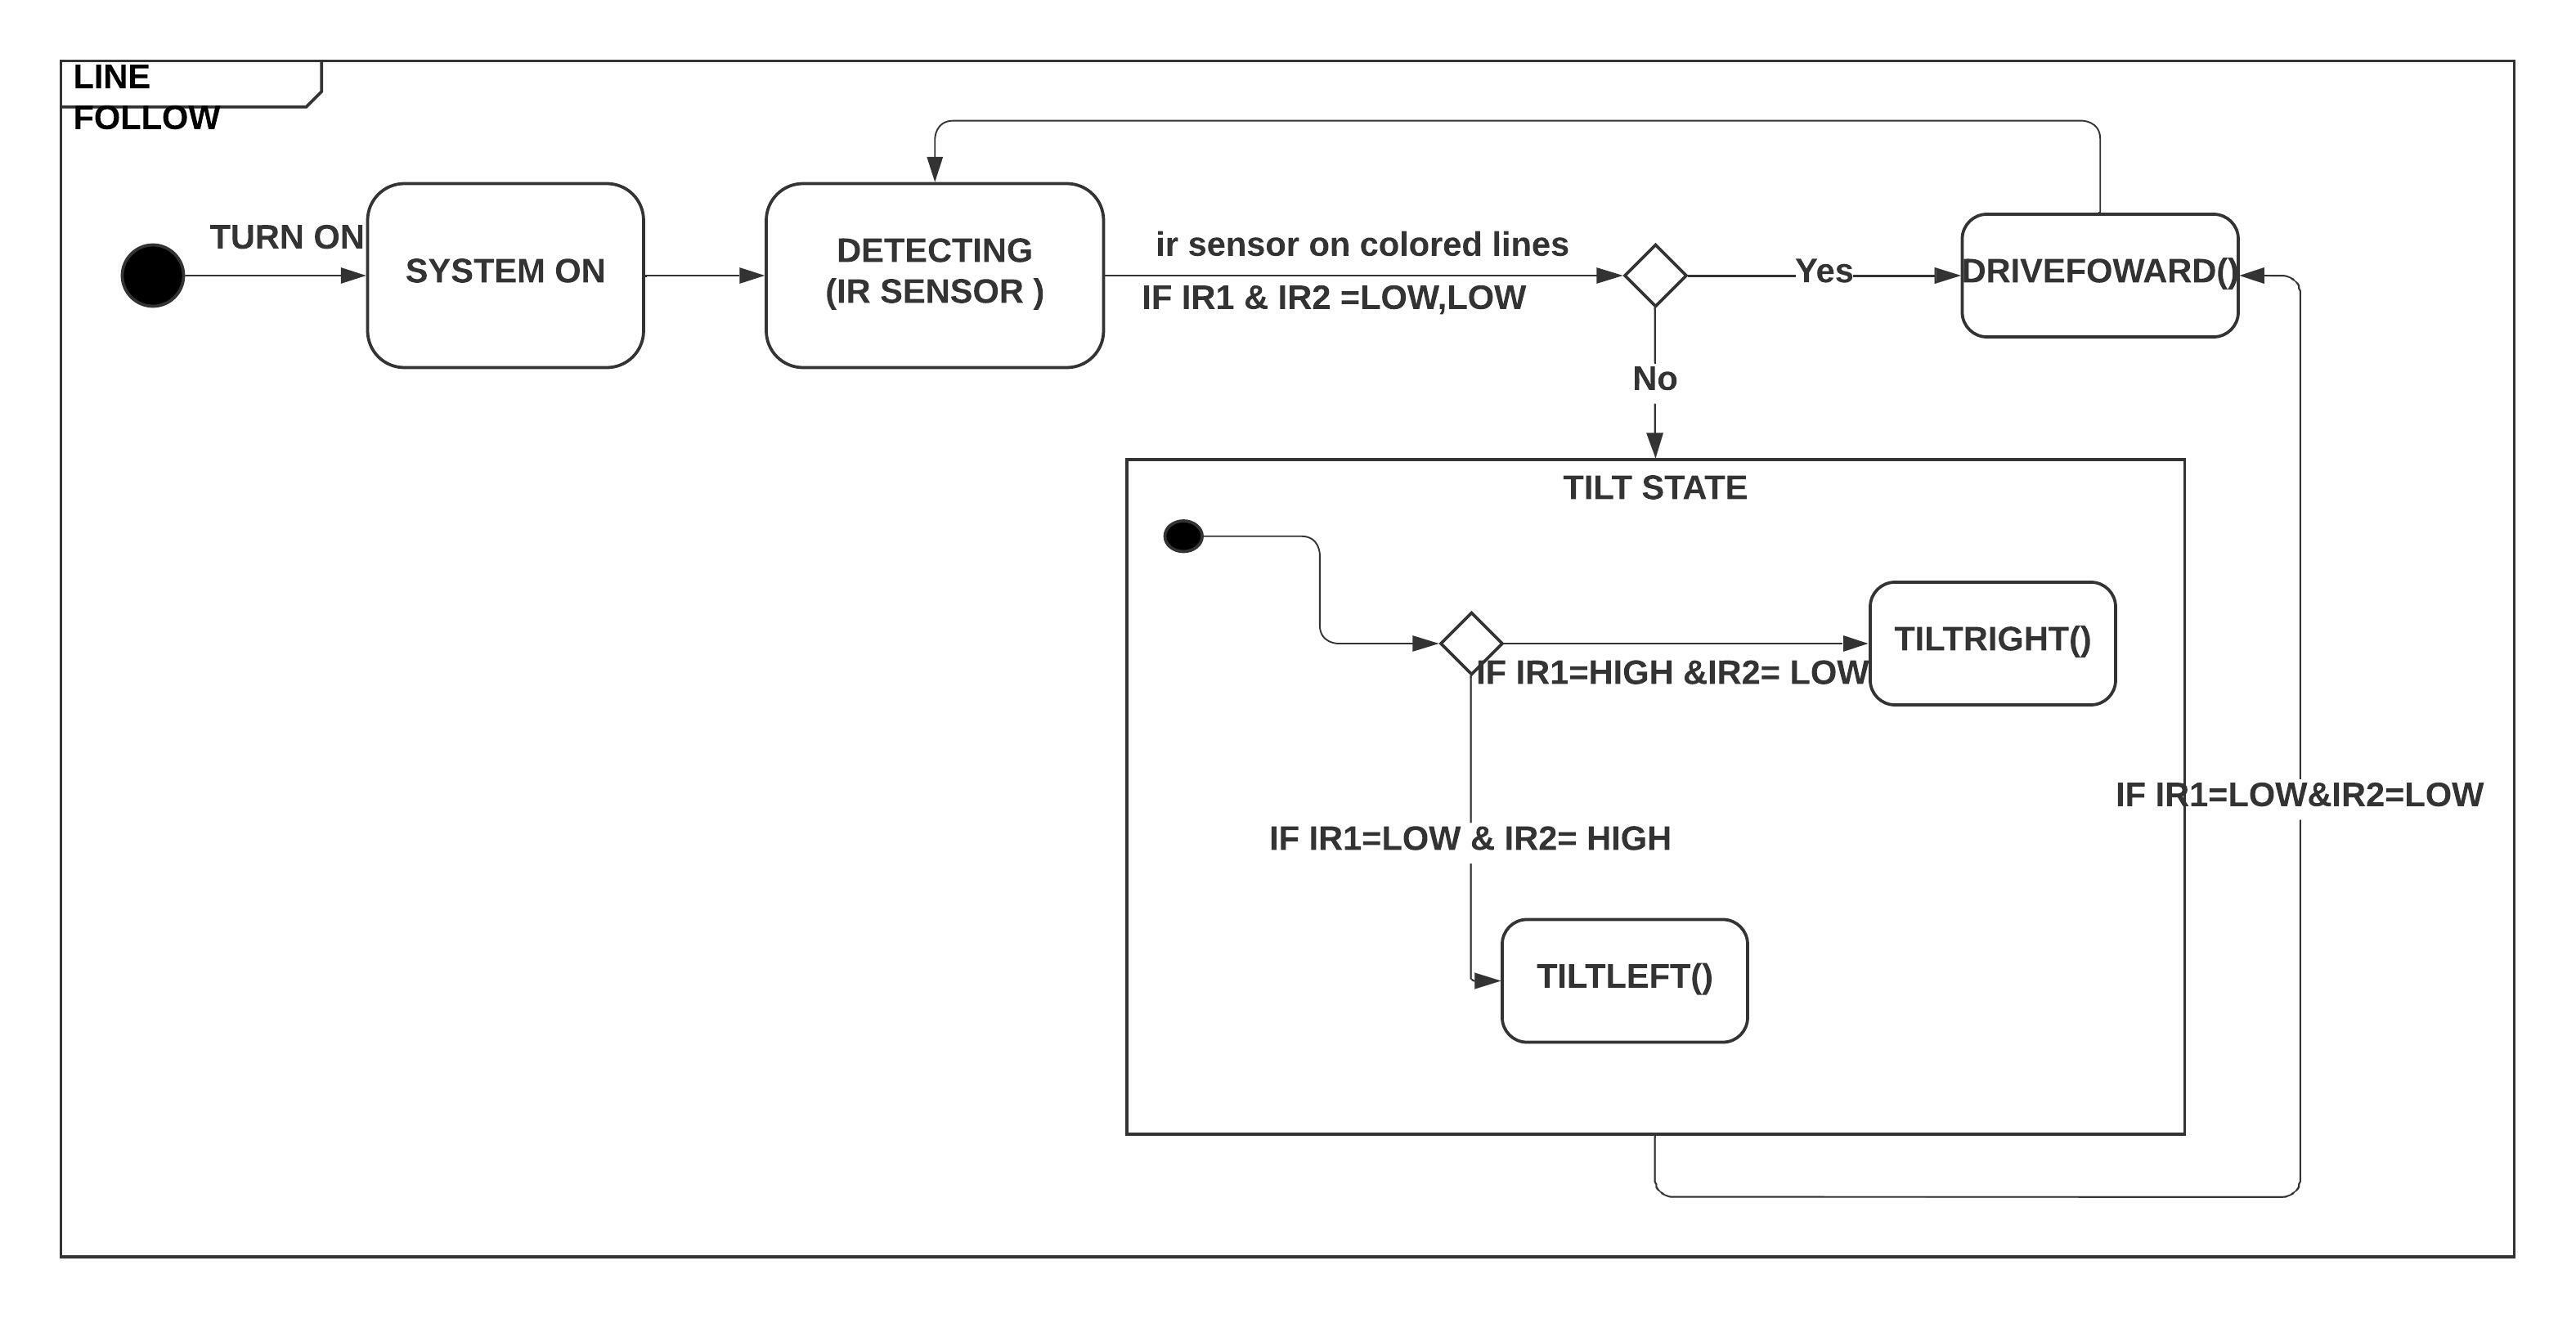 LINE
FOLLOW
TURN ON
SYSTEM ON
DETECTING
(IR SENSOR )
ir sensor on colored lines
IF IR1 & IR2 =LOW,LOW
Yes
DRIVEFOWARD()
No
TILT STATE
TILTRIGHT()
IF IR1=HIGH &IR2= LOW
IF IR1=LOW&IR2=LOW
IF IR1=LOW & IR2= HIGH
TILTLEFT()